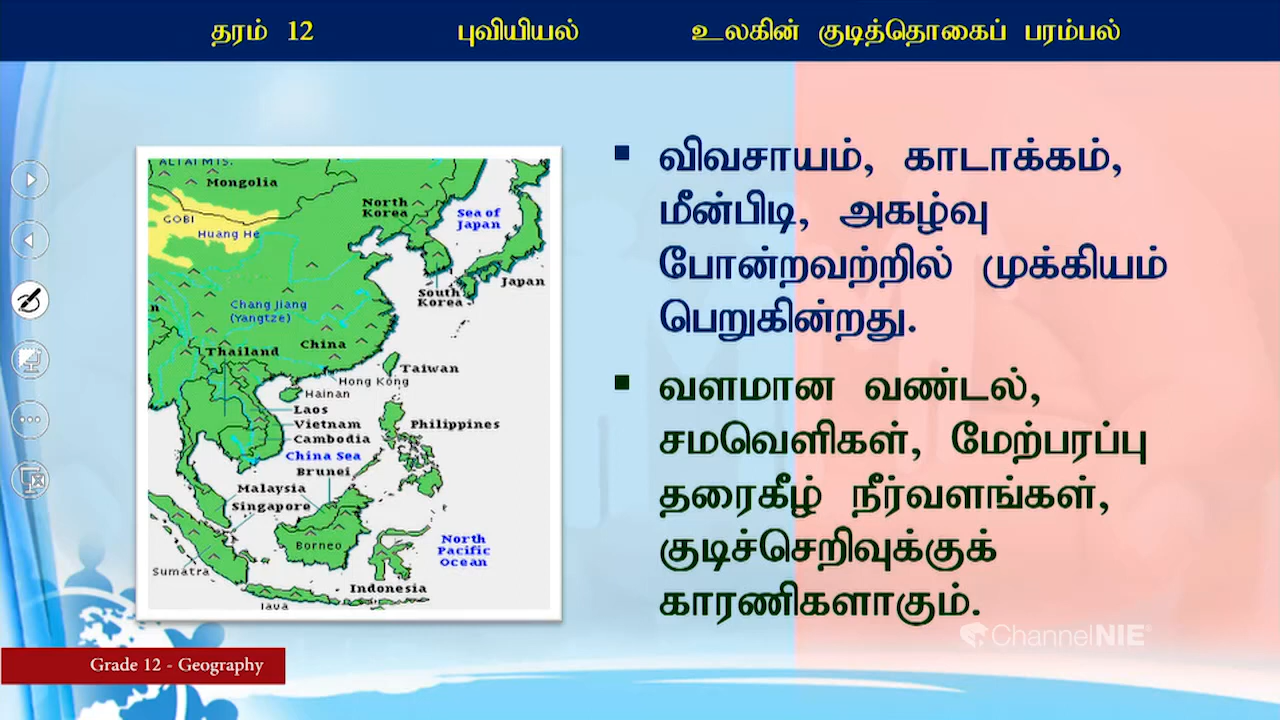 தரம் 12 புவியியல் உலகின் குடித்தொகைப் பரம்பல்
விவசாயம், காடாக்கம்,
மீன்பிடி, அகழ்வு
போன்றவற்றில் முக்கியம்
பெறுகின்றது.
வளமான வண்டல்,
சமவெளிகள், மேற்பரப்பு
தரைகீழ் நீர்வளங்கள்,
குடிச்செறிவுக்குக்
காரணிகளாகும்.
ALTAI MTS.
Mongolia
GOBI
Huang He
North
Korea
Sea of
Japan
Japan
South
Korea
Chang Jiang
(Yangtze)
China
Thailand
Taiwan
Hong Kong
Hainan
Laos
Vietnam
Cambodia
Philippines
China Sea
Brunei
Malaysia
Singapore
Borneo
North
Pacific
Ocean
Sumatra
Indonesia
Java
ChannelNIE
Grade 12 - Geography